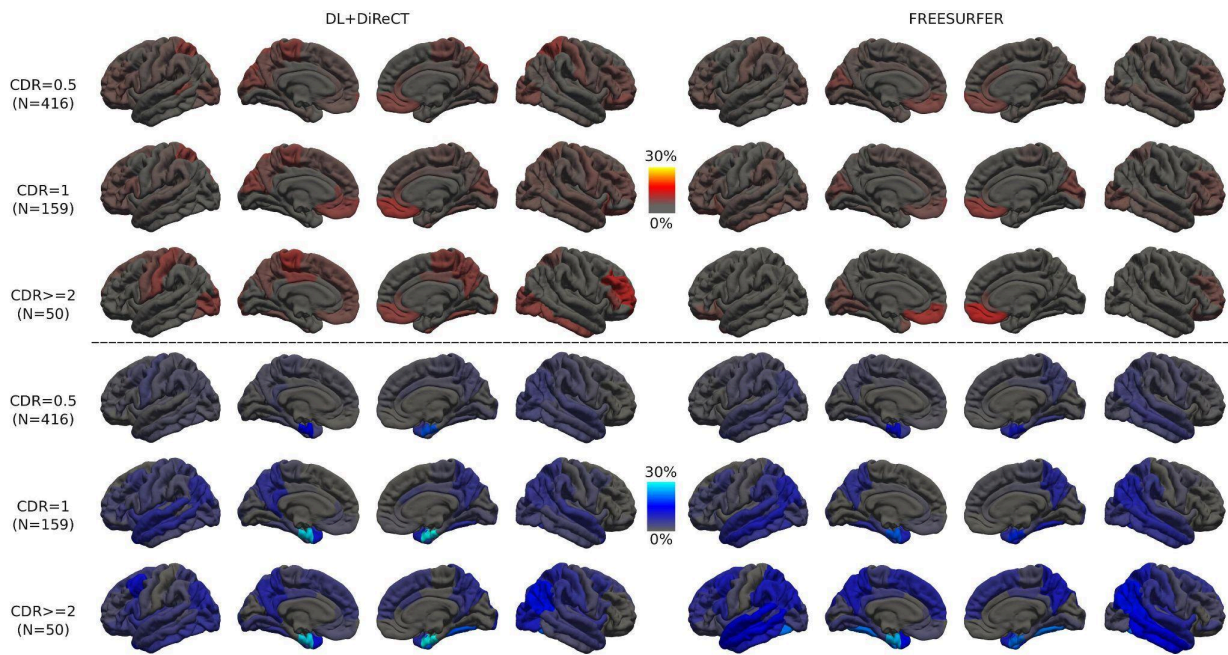 DL+DiReCT
FREESURFER
CDR=0.5
(N=416)
CDR=1
(N=159)
30%
0%
CDR>=2
(N=50)
CDR=0.5
(N=416)
CDR=1
(N=159)
30%
0%
CDR>=2
(N=50)